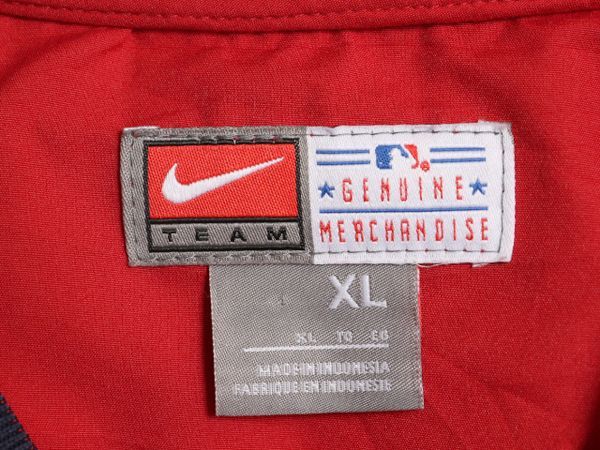 TEAM
GENUINE
MERCHANDISE
XL
XL TG EG
MADE IN INDONESIA
FABRIQUE EN INDONESIE